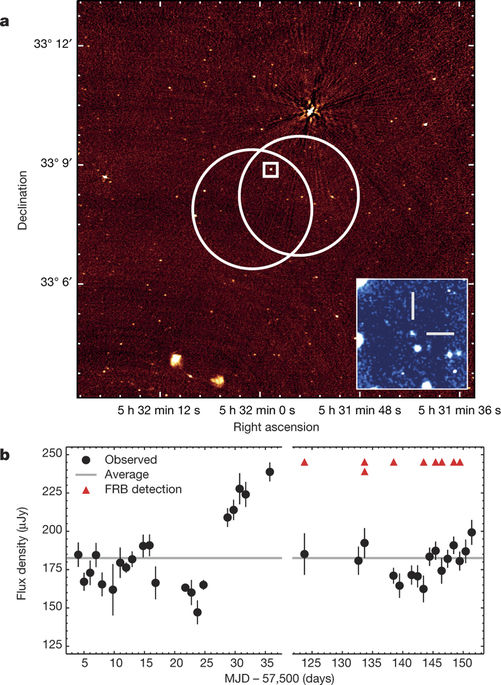 a
33° 12'
33° 9'
33° 6'
Declination
5 h 32 min 12 s 5 h 32 min 0 s 5 h 31 min 48 s 5 h 31 min 36 s
Right ascension
b
250
225
200
175
150
125
Flux density (μJy)
Observed
Average
FRB detection
5 10 15 20 25 30 35 125 130 135 140 145 150
MJD – 57,500 (days)